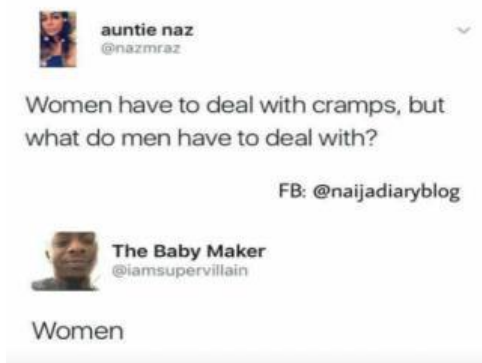 auntie naz
@nazmraz
Women have to deal with cramps, but
what do men have to deal with?
FB: @naijadiaryblog
The Baby Maker
@iamsupervillain
Women